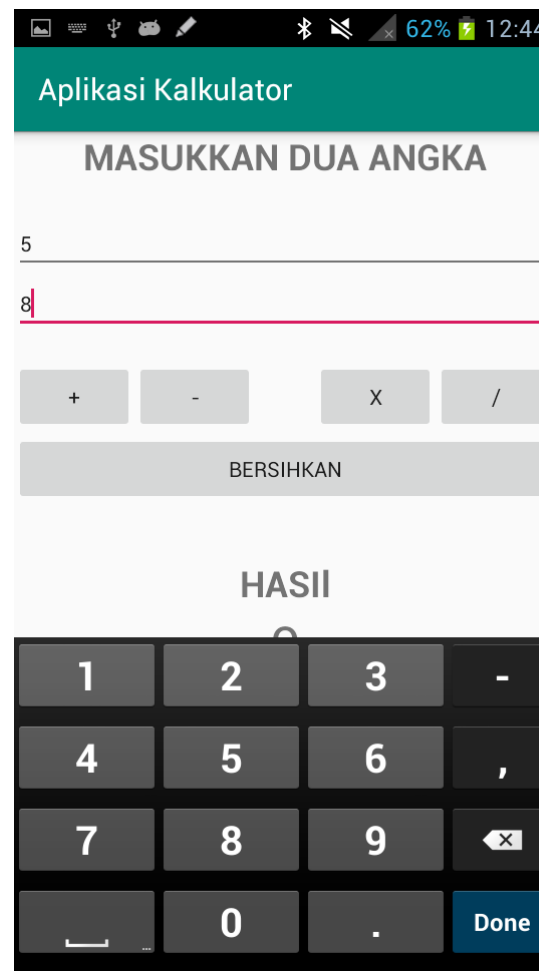 62% 12:44
Aplikasi Kalkulator
MASUKKAN DUA ANGKA
5
8
+ - X /
BERSIHKAN
HASIl
1 2 3 -
4 5 6 ,
7 8 9
... 0 . Done